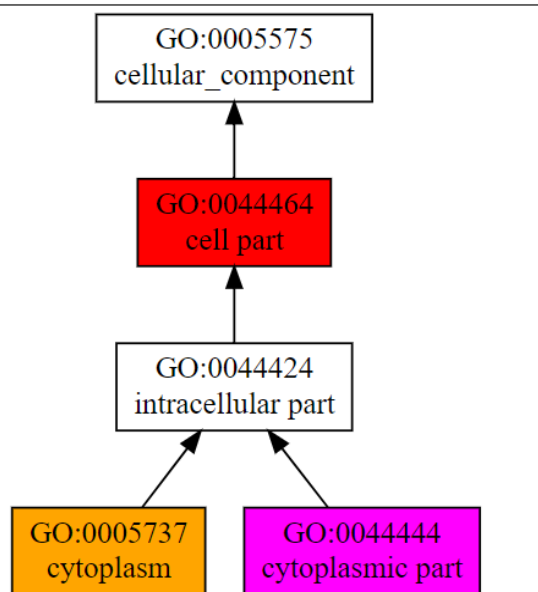 GO:0005575
cellular_component
GO:0044464
cell part
GO:0044424
intracellular part
GO:0005737
cytoplasm
GO:0044444
cytoplasmic part